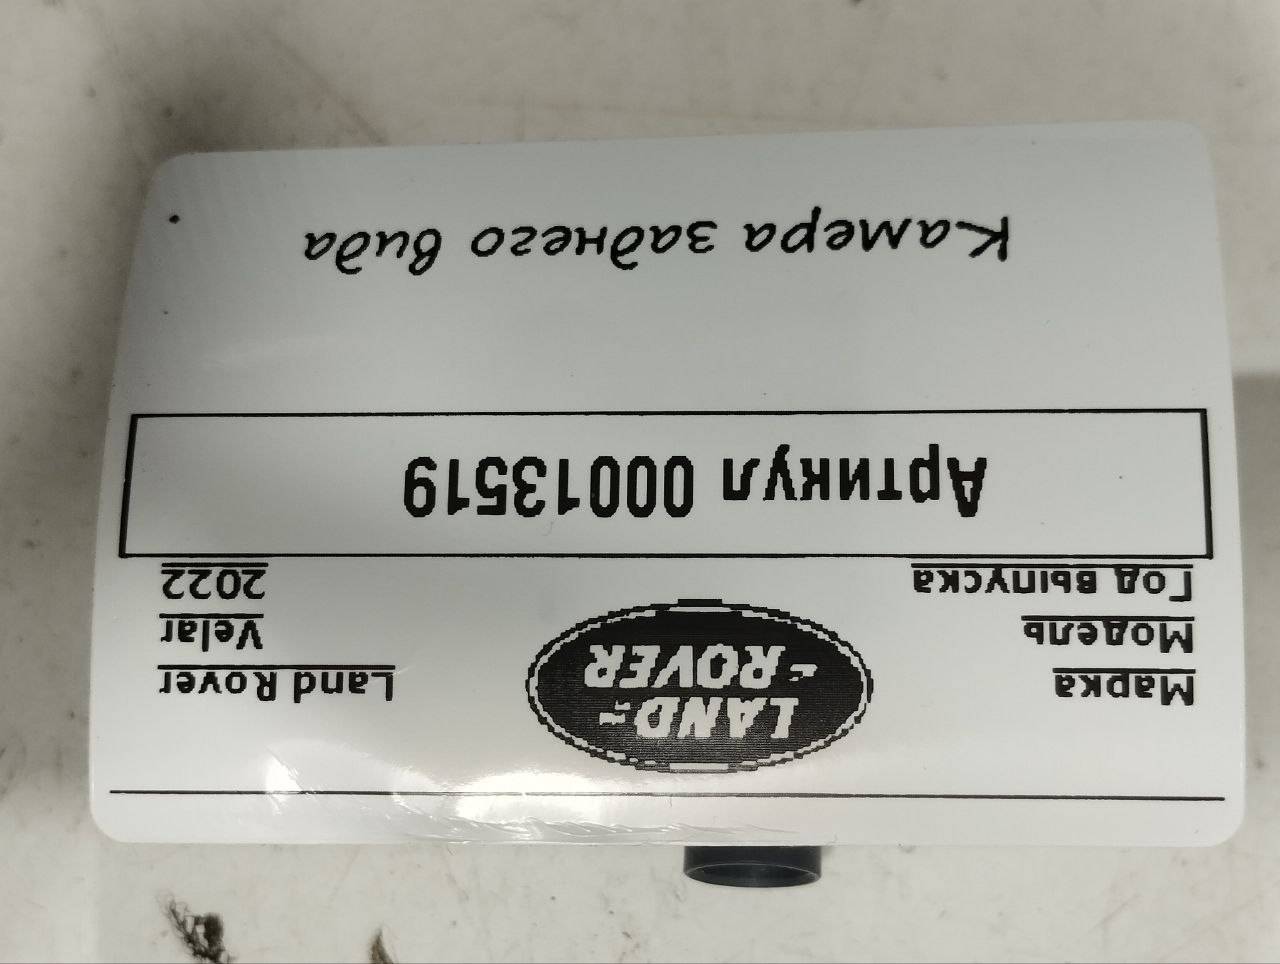 LAND-
-ROVER
Марка Land Rover
Модель Velar
Год выпуска 2022
Артикул 00013519
Камера заднего вида